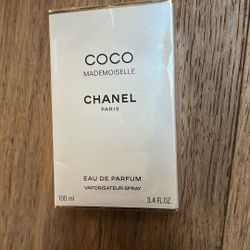 COCO
MADEMOISELLE
CHANEL
PARIS
EAU DE PARFUM
VAPORISATEUR SPRAY
100 ml 3.4 FL.OZ.